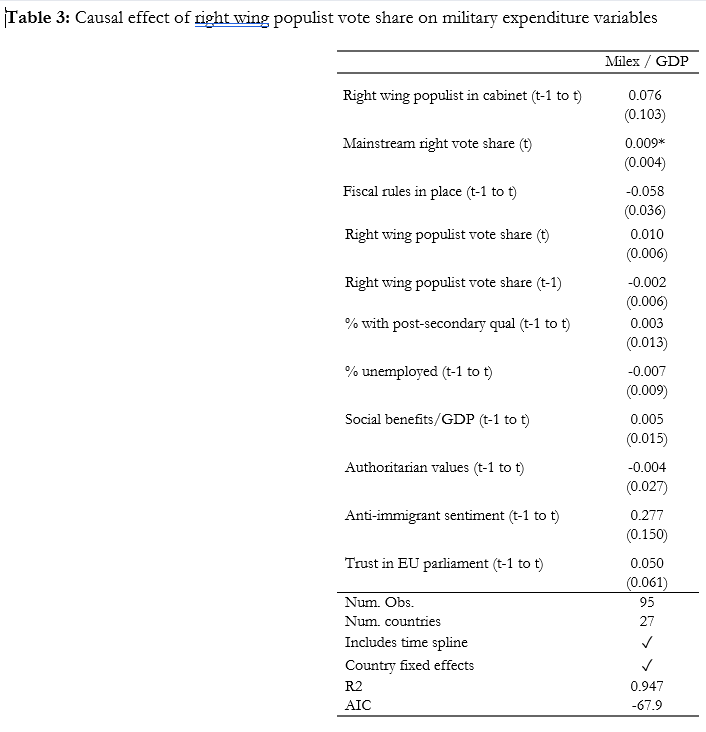 Table 3: Causal effect of right wing populist vote share on military expenditure variables
Milex / GDP
Right wing populist in cabinet (t-1 to t) 0.076
(0.103)
Mainstream right vote share (t) 0.009*
(0.004)
Fiscal rules in place (t-1 to t) -0.058
(0.036)
Right wing populist vote share (t) 0.010
(0.006)
Right wing populist vote share (t-1) -0.002
(0.006)
% with post-secondary qual (t-1 to t) 0.003
(0.013)
% unemployed (t-1 to t) -0.007
(0.009)
Social benefits/GDP (t-1 to t) 0.005
(0.015)
Authoritarian values (t-1 to t) -0.004
(0.027)
Anti-immigrant sentiment (t-1 to t) 0.277
(0.150)
Trust in EU parliament (t-1 to t) 0.050
(0.061)
Num. Obs. 95
Num. countries 27
Includes time spline ✓
Country fixed effects ✓
R2 0.947
AIC -67.9